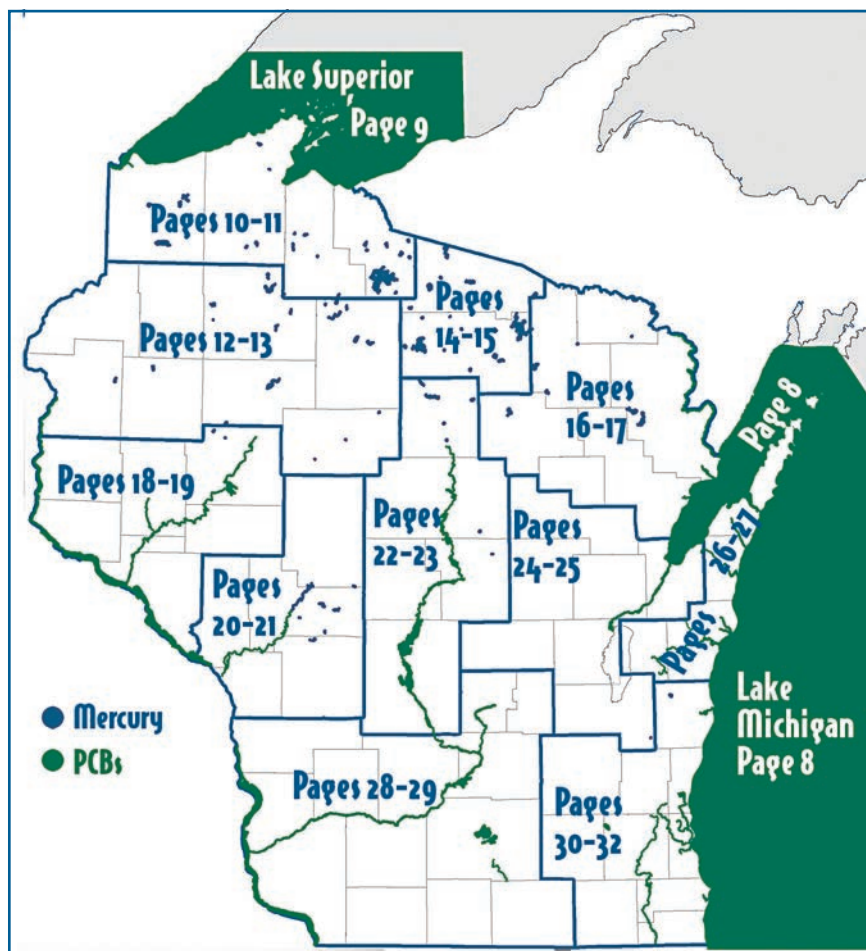 Lake Superior
Page 9
Pages 10-11
Pages
14-15
Pages 12-13
Pages
16-17
Page 8
Pages 18-19
Pages
22-23
Pages
24-25
26-27
Pages
Pages
20-21
Mercury
PCBs
Lake
Michigan
Page 8
Pages 28-29
Pages
30-32